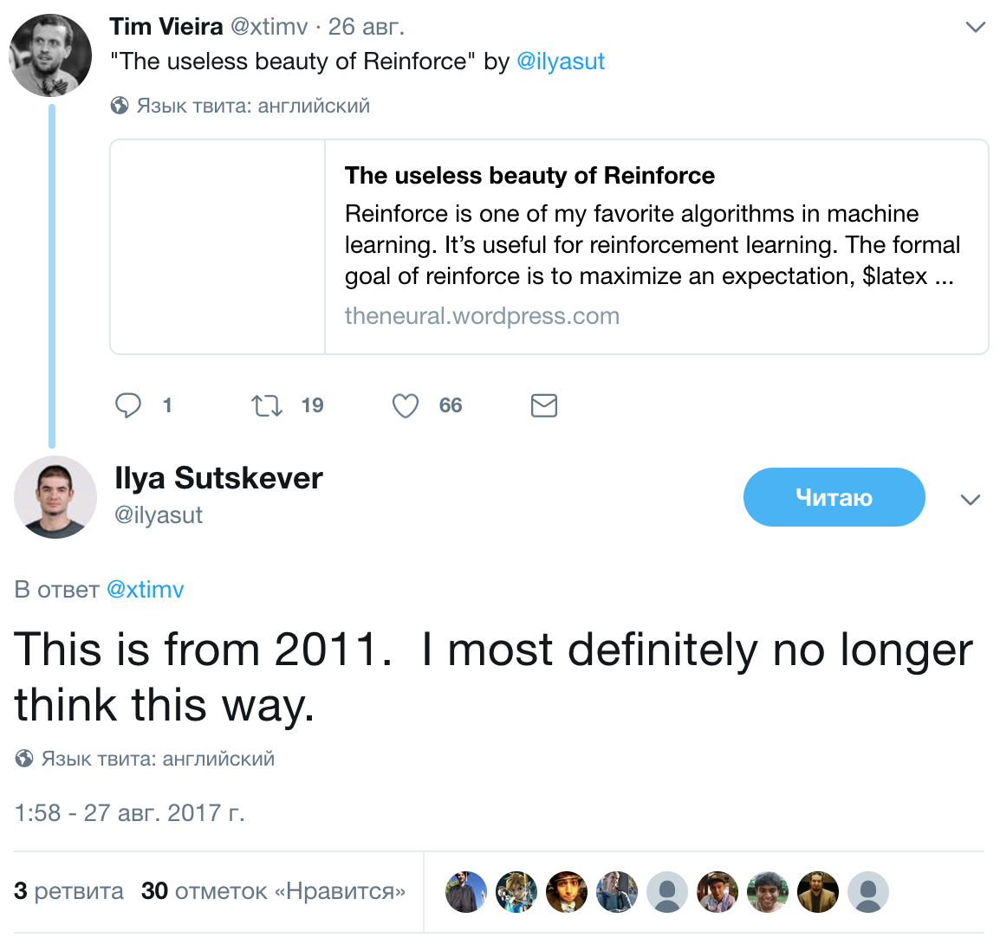 Tim Vieira @xtimv · 26 авг.
"The useless beauty of Reinforce" by @ilyasut
Язык твита: английский
The useless beauty of Reinforce
Reinforce is one of my favorite algorithms in machine
learning. It’s useful for reinforcement learning. The formal
goal of reinforce is to maximize an expectation, $latex ...
theneural.wordpress.com
1 19 66
Ilya Sutskever
@ilyasut
Читаю
В ответ @xtimv
This is from 2011. I most definitely no longer
think this way.
Язык твита: английский
1:58 - 27 авг. 2017 г.
3 ретвита 30 отметок «Нравится»